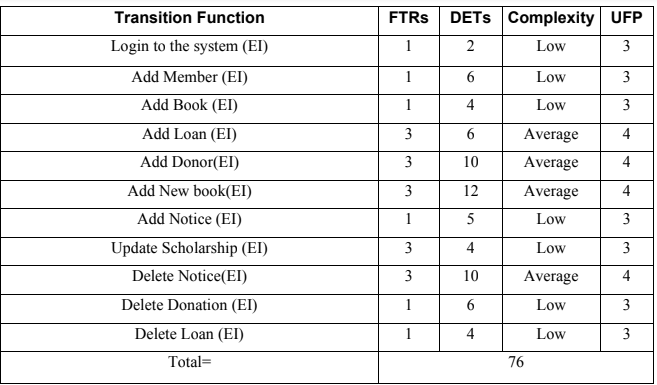 Transition Function FTRs DETs Complexity UFP
Login to the system (EI) 1 2 Low 3
Add Member (EI) 1 6 Low 3
Add Book (EI) 1 4 Low 3
Add Loan (EI) 3 6 Average 4
Add Donor(EI) 3 10 Average 4
Add New book(EI) 3 12 Average 4
Add Notice (EI) 1 5 Low 3
Update Scholarship (EI) 3 4 Low 3
Delete Notice(EI) 3 10 Average 4
Delete Donation (EI) 1 6 Low 3
Delete Loan (EI) 1 4 Low 3
Total= 76